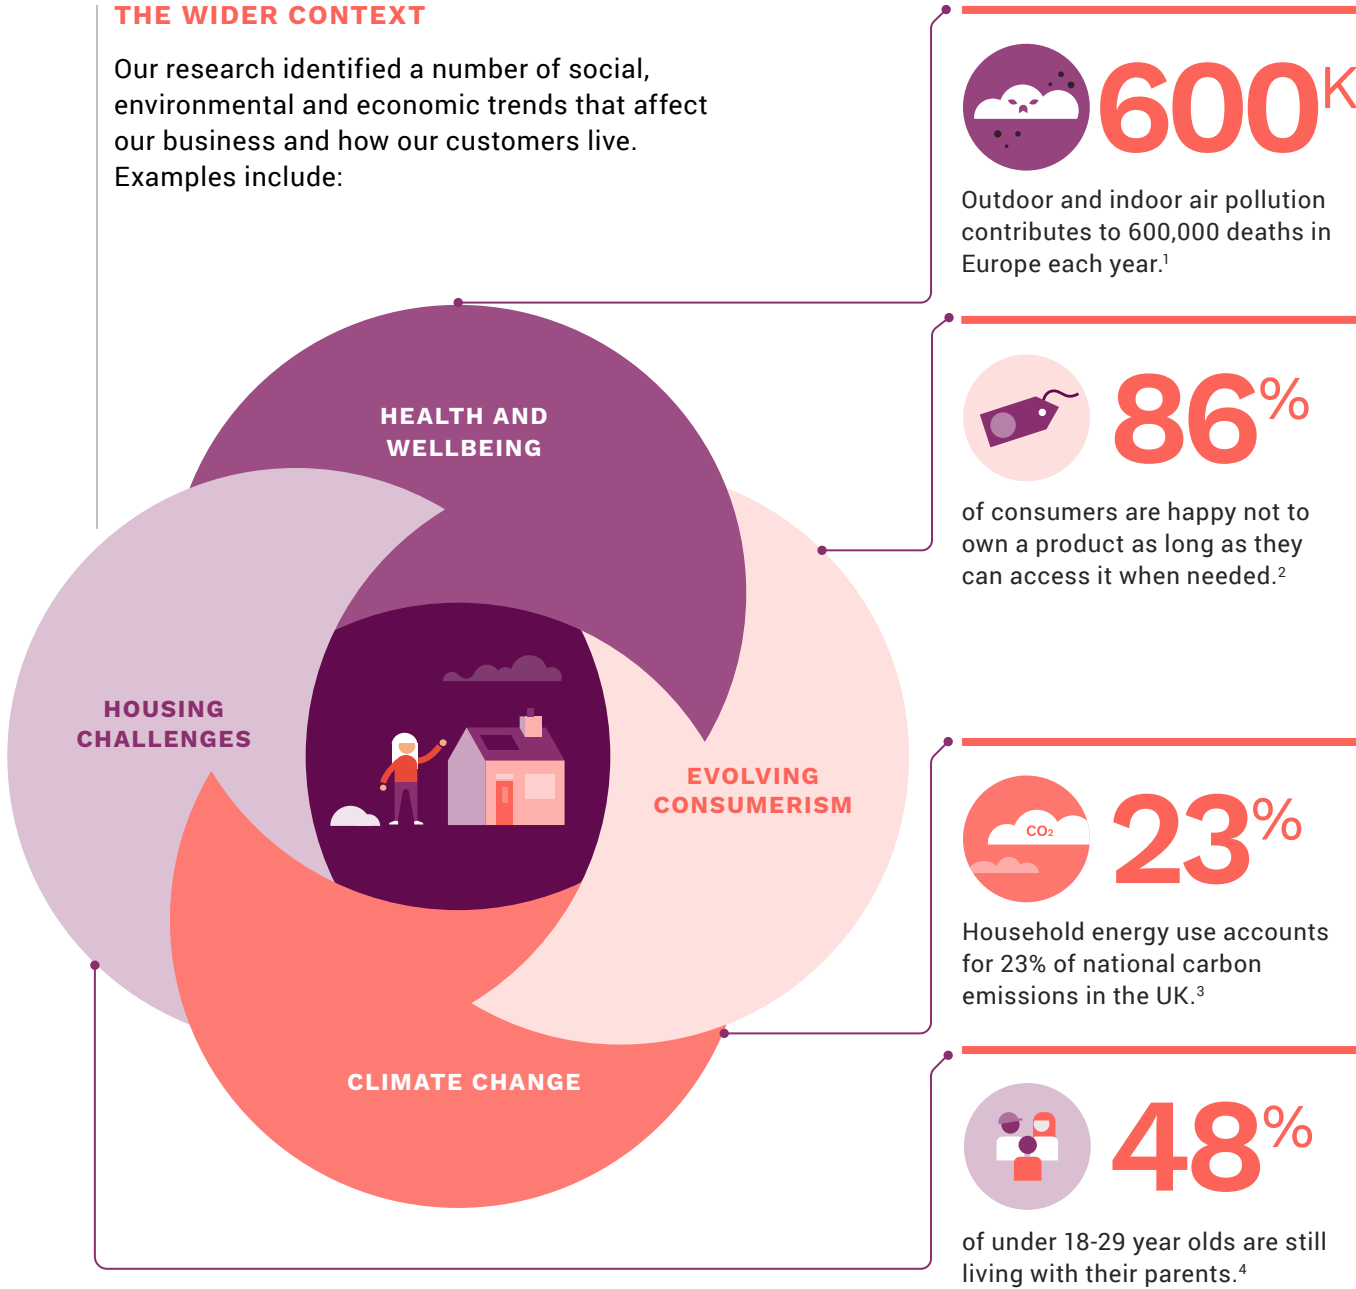 THE WIDER CONTEXT
Our research identified a number of social,
environmental and economic trends that affect
our business and how our customers live.
Examples include:
600K
Outdoor and indoor air pollution
contributes to 600,000 deaths in
Europe each year.1
86%
of consumers are happy not to
own a product as long as they
can access it when needed.2
CO2
23%
Household energy use accounts
for 23% of national carbon
emissions in the UK.3
48%
of under 18-29 year olds are still
living with their parents.4
HEALTH AND
WELLBEING
HOUSING
CHALLENGES
EVOLVING
CONSUMERISM
CLIMATE CHANGE